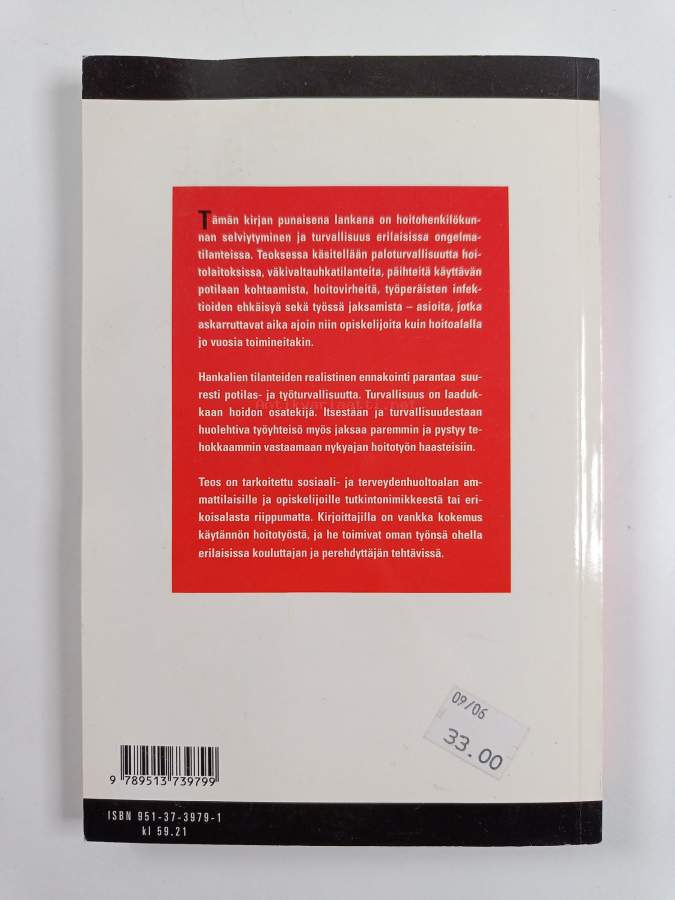 Tämän kirjan punaisena lankana on hoitohenkilökun-
nan selviytyminen ja turvallisuus erilaisissa ongelma-
tilanteissa. Teoksessa käsitellään paloturvallisuutta hoi-
tolaitoksissa, väkivaltauhkatilanteita, päihteitä käyttävän
potilaan kohtaamista, hoitovirheitä, työperäisten infek-
tioiden ehkäisyä sekä työssä jaksamista – asioita, jotka
askarruttavat aika ajoin niin opiskelijoita kuin hoitoalalla
jo vuosia toimineitakin.
Hankalien tilanteiden realistinen ennakointi parantaa suu-
resti potilas- ja työturvallisuutta. Turvallisuus on laaduk-
kaan hoidon osatekijä. Itsestään ja turvallisuudestaan
huolehtiva työyhteisö myös jaksaa paremmin ja pystyy te-
hokkaammin vastaamaan nykyajan hoitotyön haasteisiin.
Teos on tarkoitettu sosiaali- ja terveydenhuoltoalan am-
mattilaisille ja opiskelijoille tutkintonimikkeestä tai eri-
koisalasta riippumatta. Kirjoittajilla on vankka kokemus
käytännön hoitotyöstä, ja he toimivat oman työnsä ohella
erilaisissa kouluttajan ja perehdyttäjän tehtävissä.
09/06
33.00
9 789513 739799
ISBN 951-37-3979-1
kl 59.21